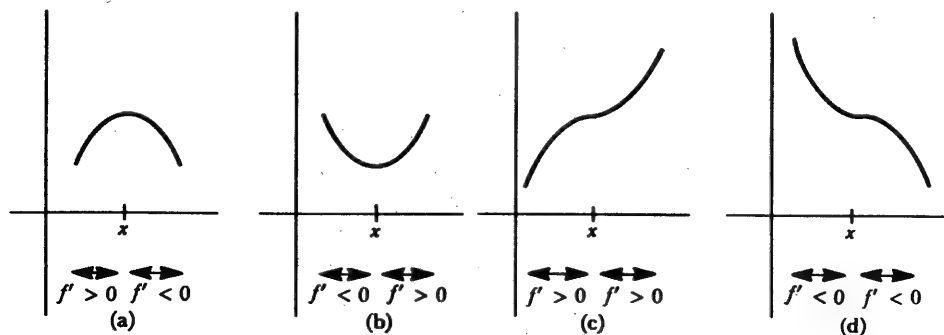 x x x x
f′ > 0 f′ < 0 f′ < 0 f′ > 0 f′ > 0 f′ > 0 f′ < 0 f′ < 0
(a) (b) (c) (d)